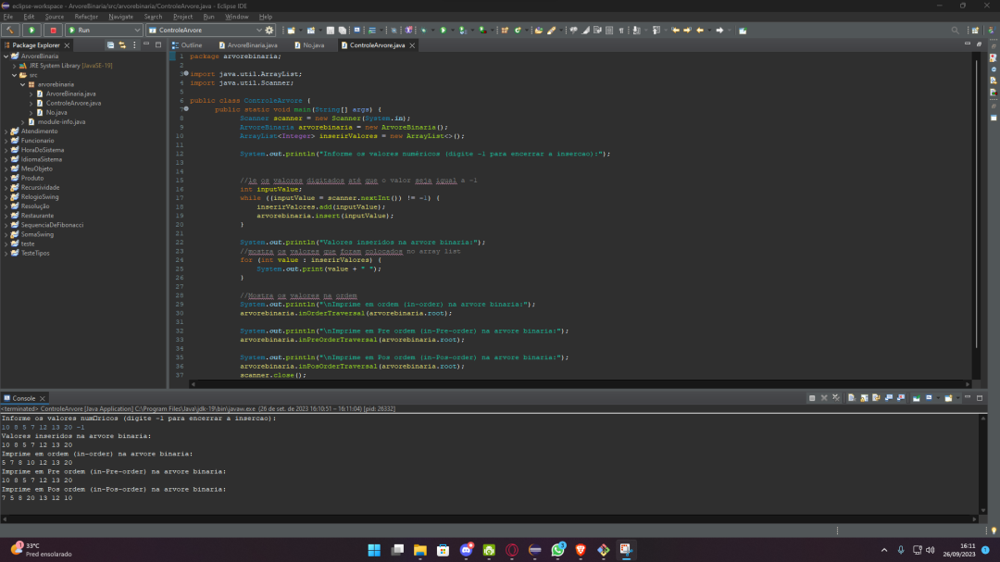 eclipse-workspace - ArvoreBinaria/src/arvorebinaria/ControleArvore.java - Eclipse IDE
File Edit Source Refactor Navigate Search Project Run Window Help
Run
ControleArvore
Package Explorer
ArvoreBinaria
JRE System Library [JavaSE-19]
src
arvorebinaria
ArvoreBinaria.java
ControleArvore.java
No.java
module-info.java
Atendimento
Funcionario
HoraDoSistema
IdiomaSistema
MeuObjeto
Produto
Recursividade
RelogioSwing
Resolução
Restaurante
SequenciaDeFibonacci
SomaSwing
teste
TesteTipos
Outline ArvoreBinaria.java No.java ControleArvore.java
1 package arvorebinaria;
2
3 import java.util.ArrayList;
4 import java.util.Scanner;
5
6 public class ControleArvore {
7 public static void main(String[] args) {
8 Scanner scanner = new Scanner(System.in);
9 ArvoreBinaria arvorebinaria = new ArvoreBinaria();
10 ArrayList<Integer> inserirValores = new ArrayList<>();
11
12 System.out.println("Informe os valores numéricos (digite -1 para encerrar a insercao):");
13
14
15 //le os valores digitados até que o valor seja igual a -1
16 int inputValue;
17 while ((inputValue = scanner.nextInt()) != -1) {
18 inserirValores.add(inputValue);
19 arvorebinaria.insert(inputValue);
20 }
21
22 System.out.println("Valores inseridos na arvore binaria:");
23 //mostra os valores que foram colocados no array list
24 for (int value : inserirValores) {
25 System.out.print(value + " ");
26 }
27
28 //Mostra os valores na ordem
29 System.out.println("\nImprime em ordem (in-order) na arvore binaria:");
30 arvorebinaria.inOrderTraversal(arvorebinaria.root);
31
32 System.out.println("\nImprime em Pre ordem (in-Pre-order) na arvore binaria:");
33 arvorebinaria.inPreOrderTraversal(arvorebinaria.root);
34
35 System.out.println("\nImprime em Pos ordem (in-Pos-order) na arvore binaria:");
36 arvorebinaria.inPosOrderTraversal(arvorebinaria.root);
37 scanner.close();
Console
<terminated> ControleArvore [Java Application] C:\Program Files\Java\jdk-19\bin\javaw.exe (26 de set. de 2023 16:10:51 – 16:11:04) [pid: 26332]
Informe os valores num□ricos (digite -1 para encerrar a insercao):
10 8 5 7 12 13 20 -1
Valores inseridos na arvore binaria:
10 8 5 7 12 13 20
Imprime em ordem (in-order) na arvore binaria:
5 7 8 10 12 13 20
Imprime em Pre ordem (in-Pre-order) na arvore binaria:
10 8 5 7 12 13 20
Imprime em Pos ordem (in-Pos-order) na arvore binaria:
7 5 8 20 13 12 10
33°C
Pred ensolarado
16:11
26/09/2023